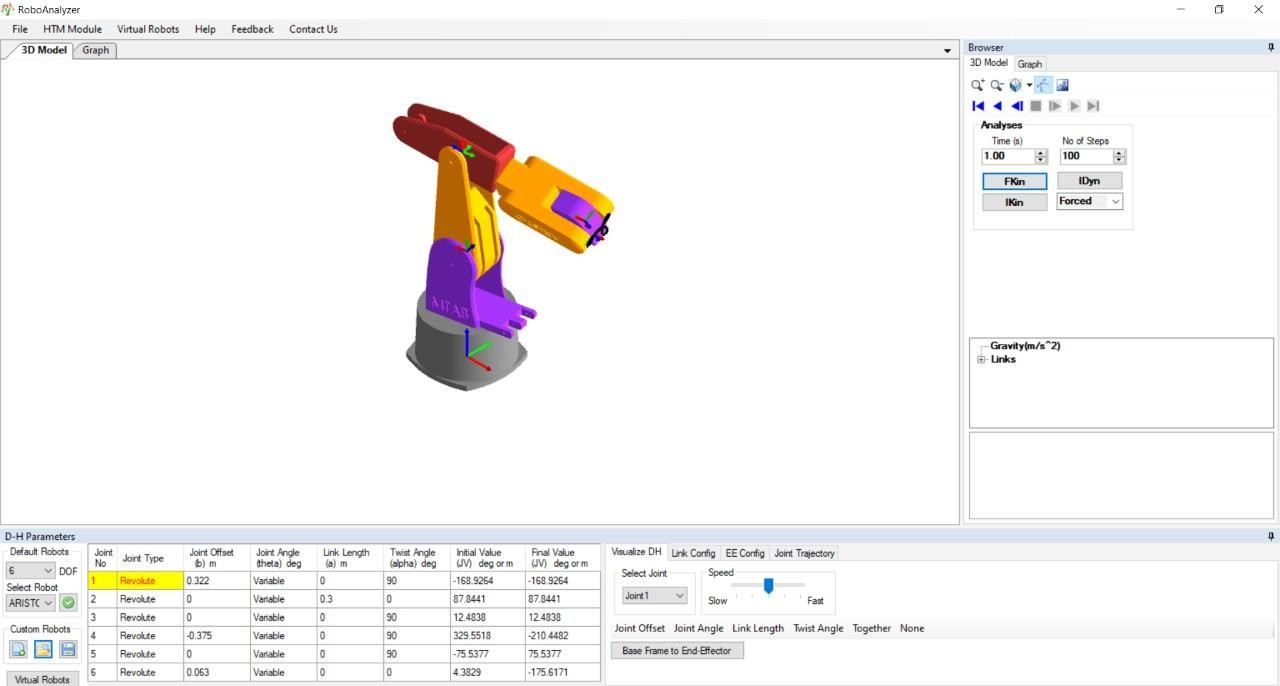 RoboAnalyzer
File HTM Module Virtual Robots Help Feedback Contact Us
3D Model Graph
MTAB
Browser
3D Model Graph
Analyses
Time (s) No of Steps
1.00 100
FKin IDyn
IKin Forced
Gravity(m/s^2)
Links
D-H Parameters
Default Robots
6 DOF
Select Robot
ARISTC
Custom Robots
Virtual Robots
Joint No Joint Type Joint Offset (b) m Joint Angle (theta) deg Link Length (a) m Twist Angle (alpha) deg Initial Value (JV) deg or m Final Value (JV) deg or m
1 Revolute 0.322 Variable 0 90 -168.9264 -168.9264
2 Revolute 0 Variable 0.3 0 87.8441 87.8441
3 Revolute 0 Variable 0 90 12.4838 12.4838
4 Revolute -0.375 Variable 0 90 329.5518 -210.4482
5 Revolute 0 Variable 0 90 -75.5377 75.5377
6 Revolute 0.063 Variable 0 0 4.3829 -175.6171
Visualize DH Link Config EE Config Joint Trajectory
Select Joint Speed
Joint1 Slow Fast
Joint Offset Joint Angle Link Length Twist Angle Together None
Base Frame to End-Effector